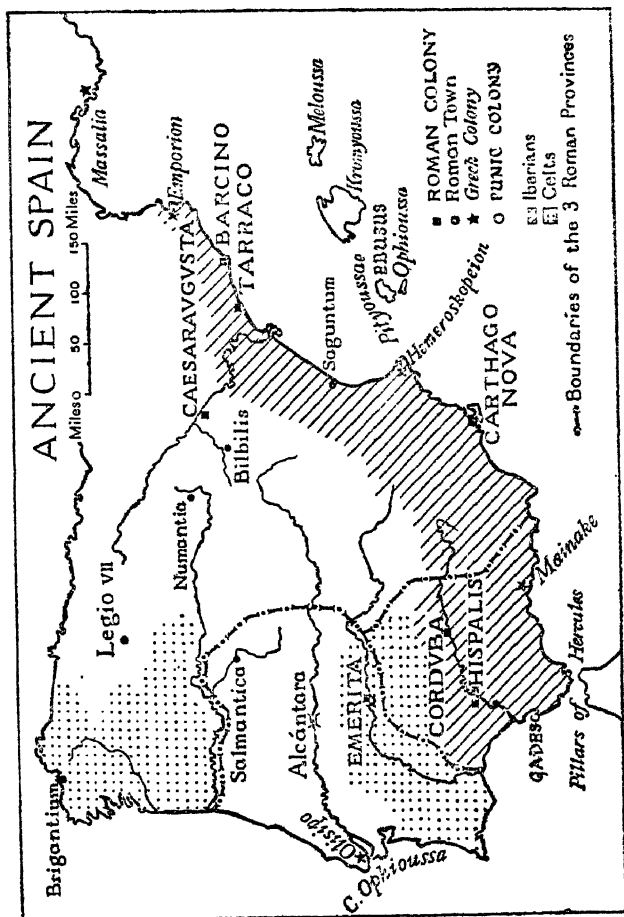 ANCIENT SPAIN
Miles 0 50 100 150 Miles
Massalia
Emporion
BARCINO
TARRACO
CAESARAVGVSTA
Bilbilis
Numantia
Legio VII
Brigantium
Salmantica
Alcántara
EMERITA
Olisipo
C. Ophioussa
CORDVBA
HISPALIS
GADES
Pillars of Hercules
Mainake
CARTHAGO
NOVA
Hemeroskopeion
Saguntum
Pityoussae
EBUSUS
Ophioussa
Kromyoussa
Meloussa
ROMAN COLONY
Roman Town
Greek Colony
PUNIC COLONY
Iberians
Celts
Boundaries of the 3 Roman Provinces